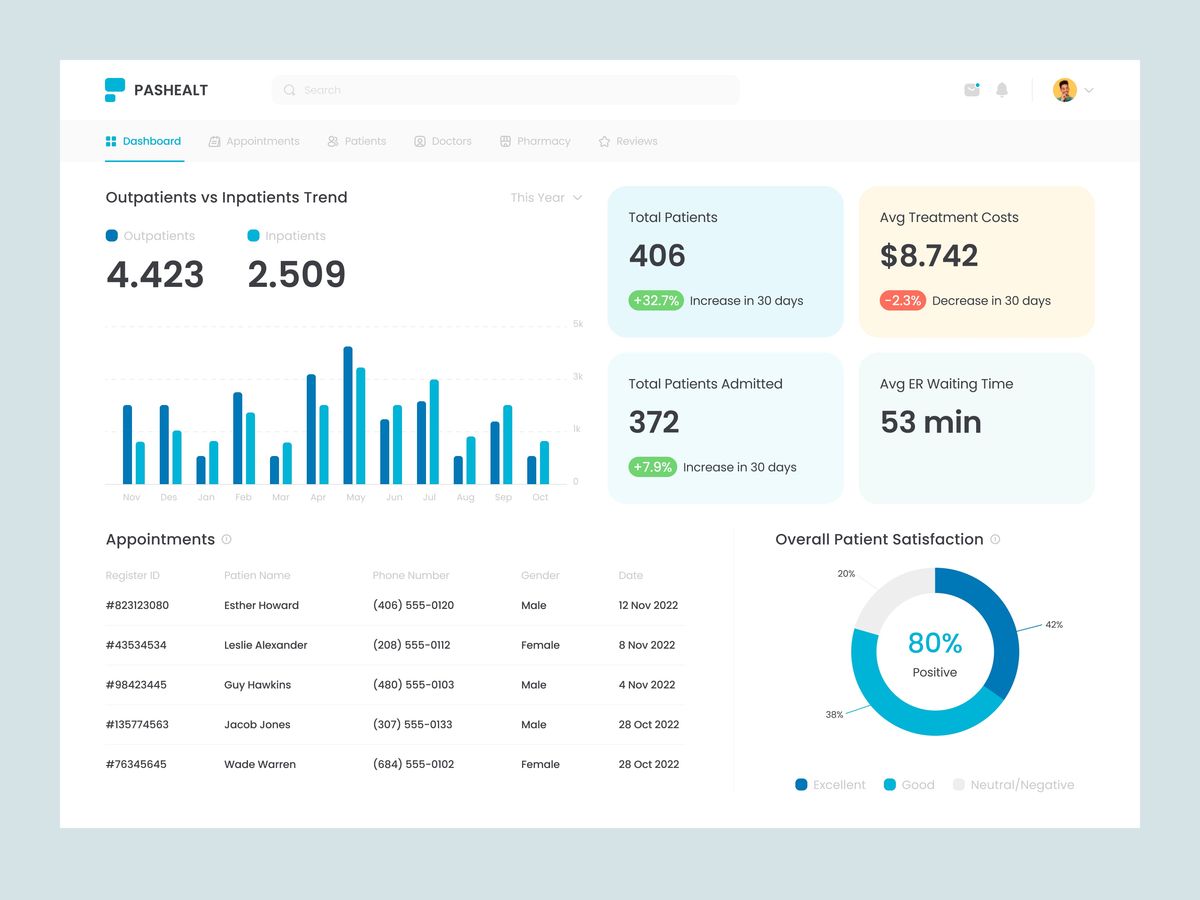 PASHEALT
Search
Dashboard
Appointments
Patients
Doctors
Pharmacy
Reviews
Outpatients vs Inpatients Trend
This Year
Outpatients
Inpatients
4.423
2.509
5k
3k
1k
0
Nov Des Jan Feb Mar Apr May Jun Jul Aug Sep Oct
Total Patients
406
+32.7% Increase in 30 days
Avg Treatment Costs
$8.742
-2.3% Decrease in 30 days
Total Patients Admitted
372
+7.9% Increase in 30 days
Avg ER Waiting Time
53 min
Appointments
Register ID Patien Name Phone Number Gender Date
#823123080 Esther Howard (406) 555-0120 Male 12 Nov 2022
#43534534 Leslie Alexander (208) 555-0112 Female 8 Nov 2022
#98423445 Guy Hawkins (480) 555-0103 Male 4 Nov 2022
#135774563 Jacob Jones (307) 555-0133 Male 28 Oct 2022
#76345645 Wade Warren (684) 555-0102 Female 28 Oct 2022
Overall Patient Satisfaction
20%
42%
80%
Positive
38%
Excellent
Good
Neutral/Negative